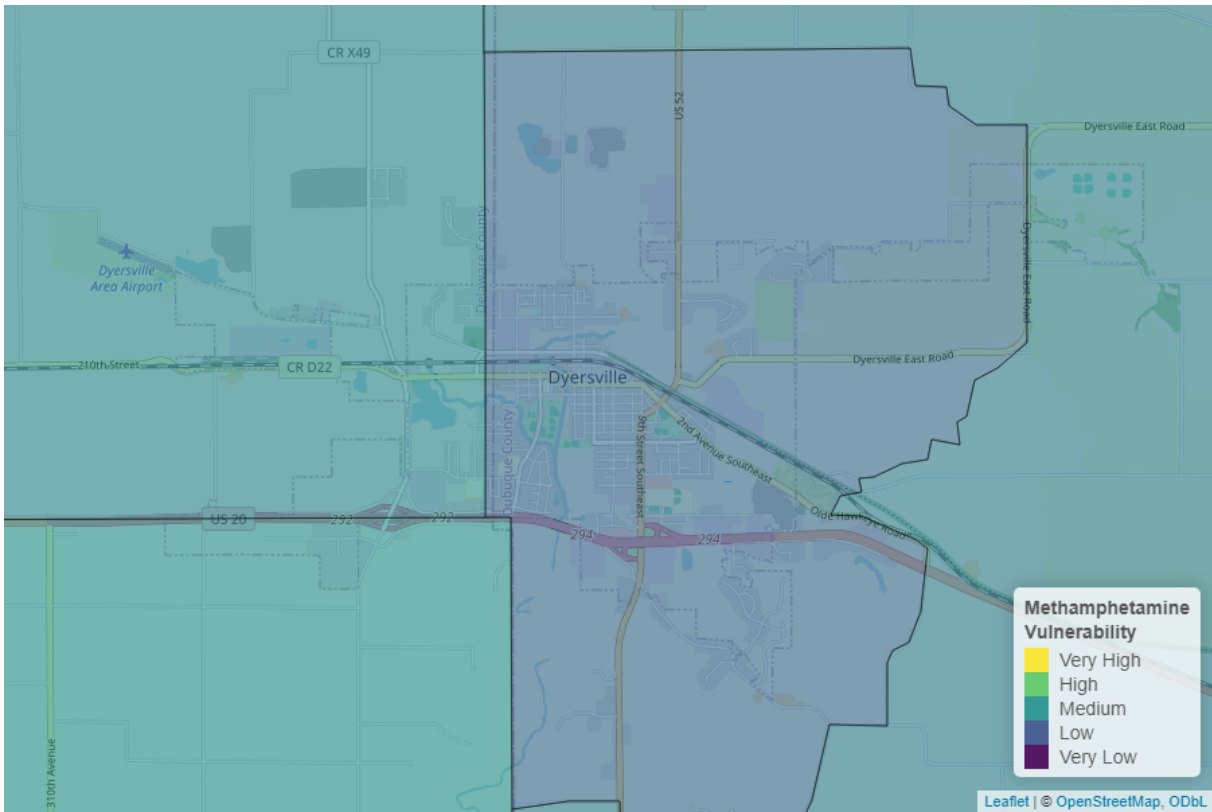 CR X49
US 52
Dyersville East Road
Delaware County
Dyersville East Road
Dyersville
Area Airport
210th Street
CR D22
Dyersville East Road
Dyersville
9th Street Southeast
2nd Avenue Southeast
Dubuque County
US 20
292
292
294
294
Olde Hawkeye Road
310th Avenue
Methamphetamine
Vulnerability
Very High
High
Medium
Low
Very Low
Leaflet | © OpenStreetMap, ODbL